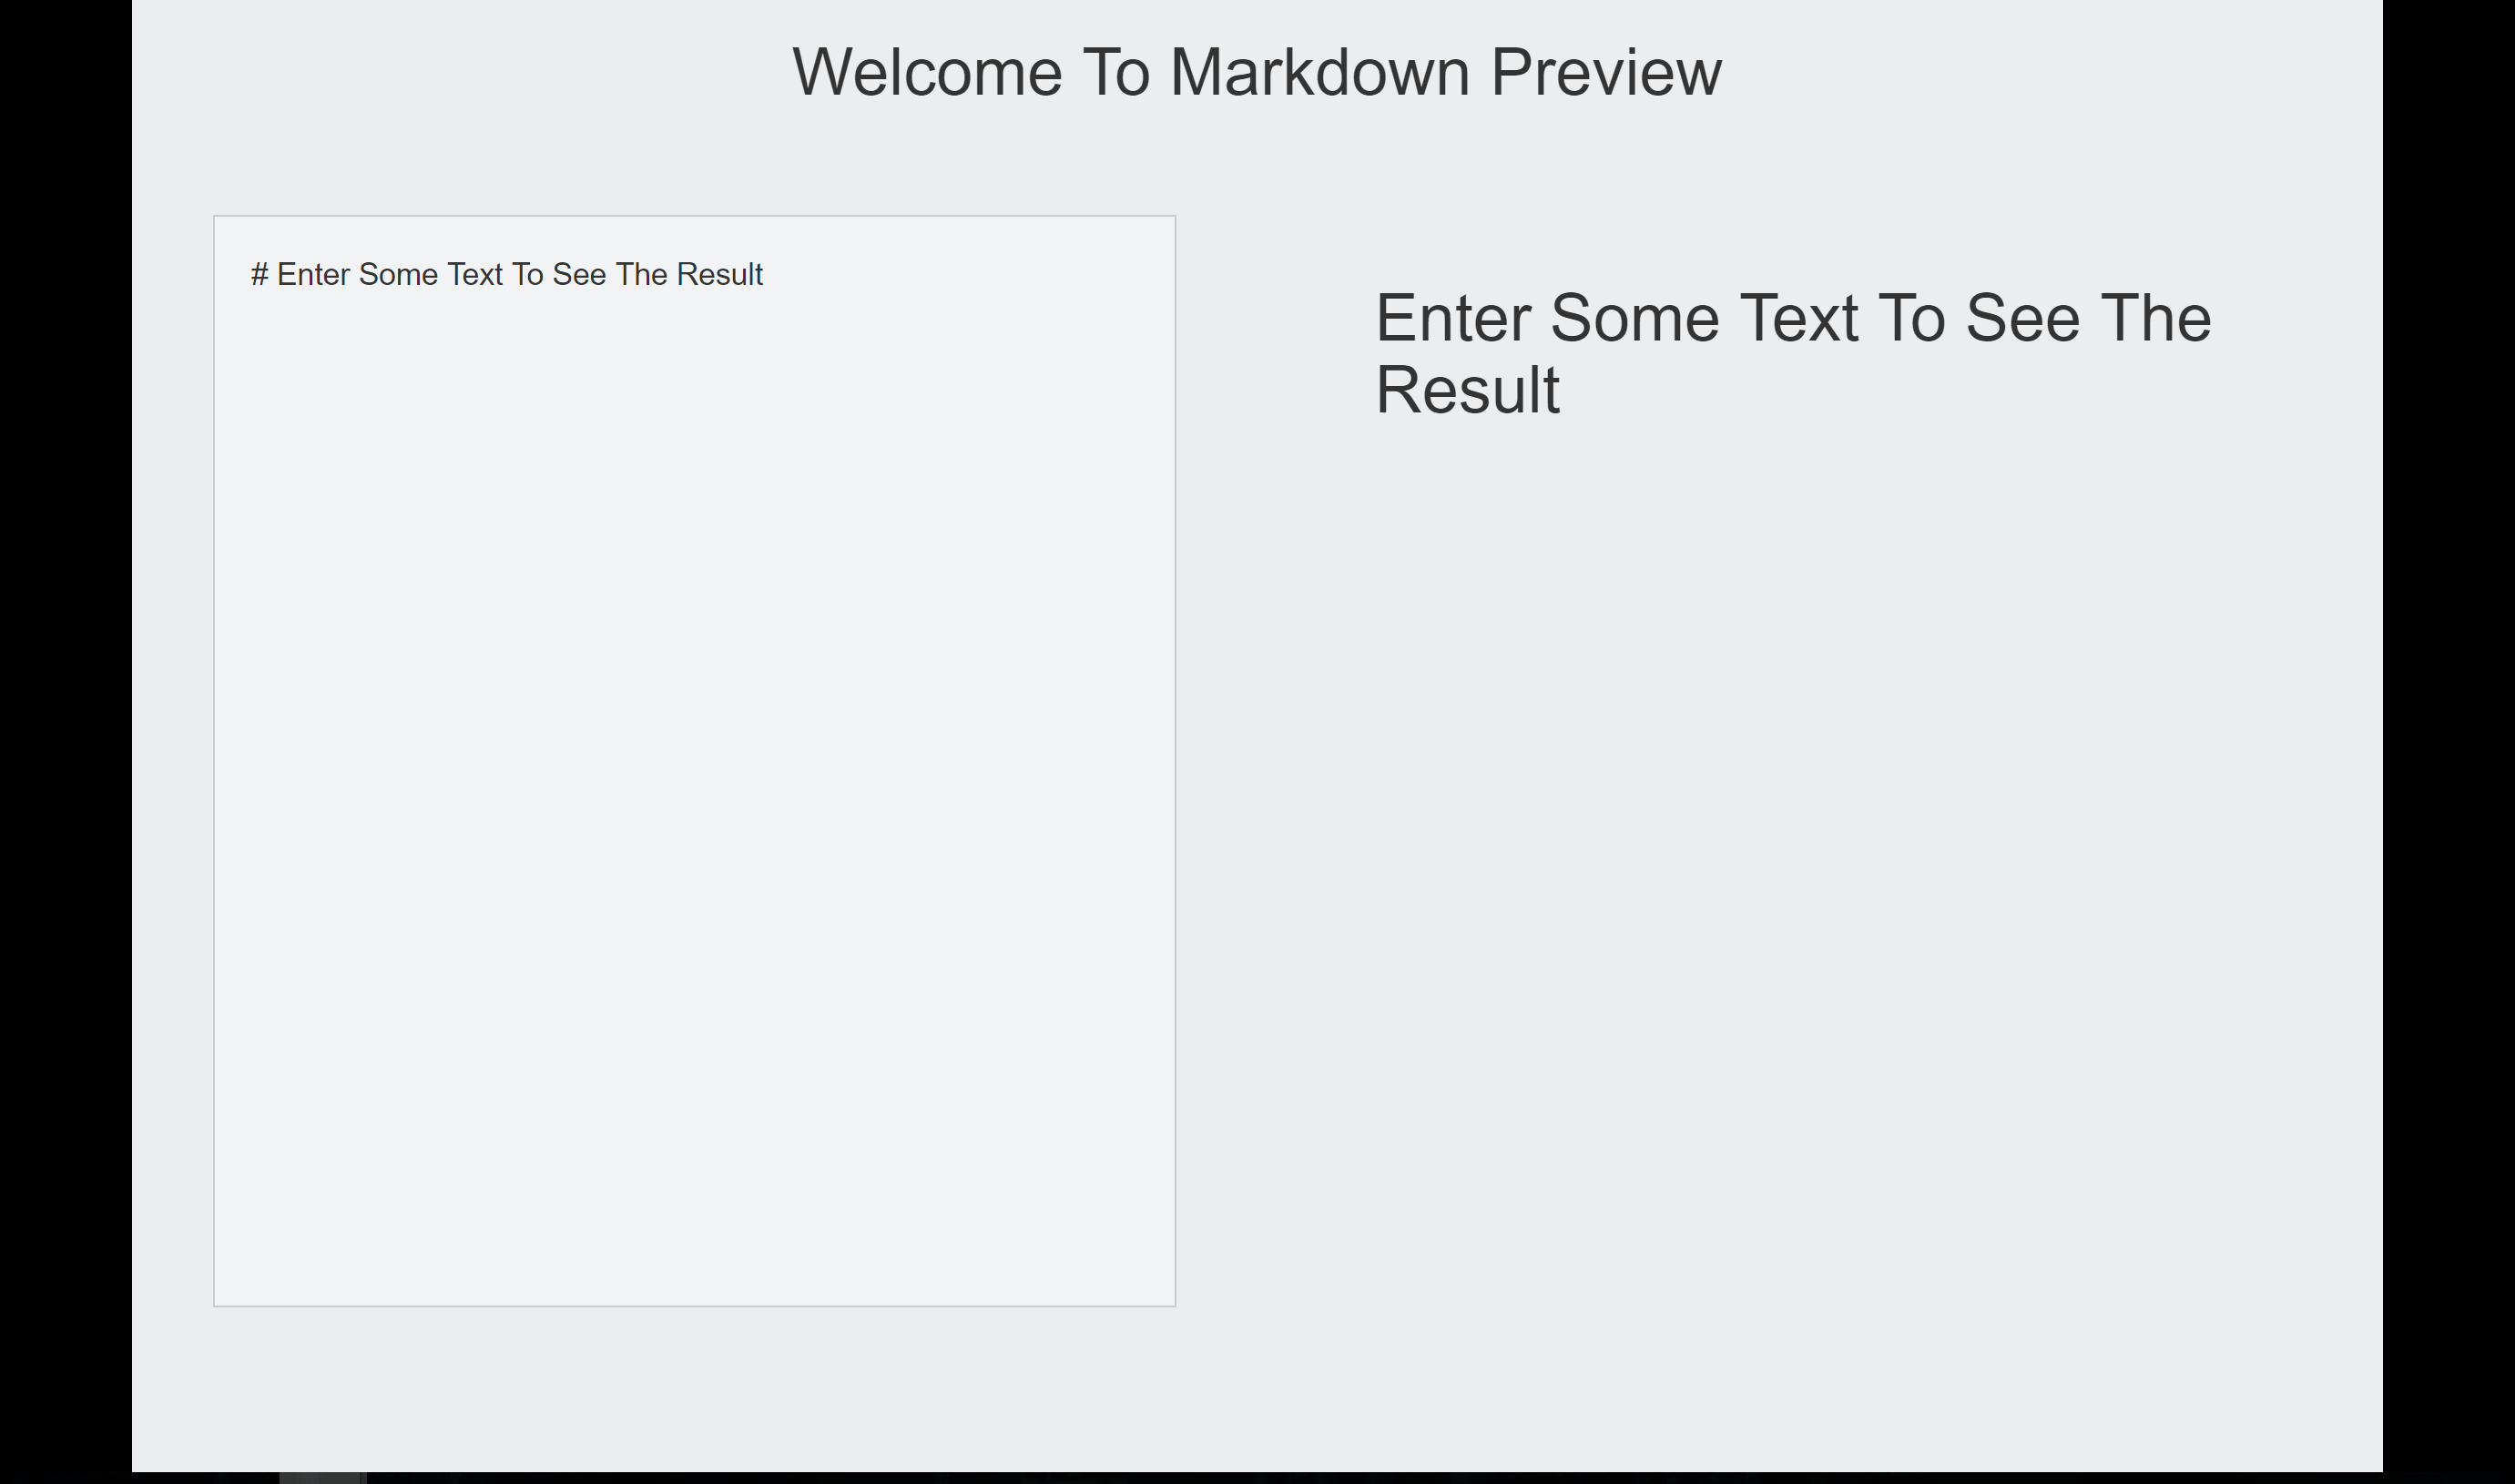 Welcome To Markdown Preview
# Enter Some Text To See The Result
Enter Some Text To See The
Result